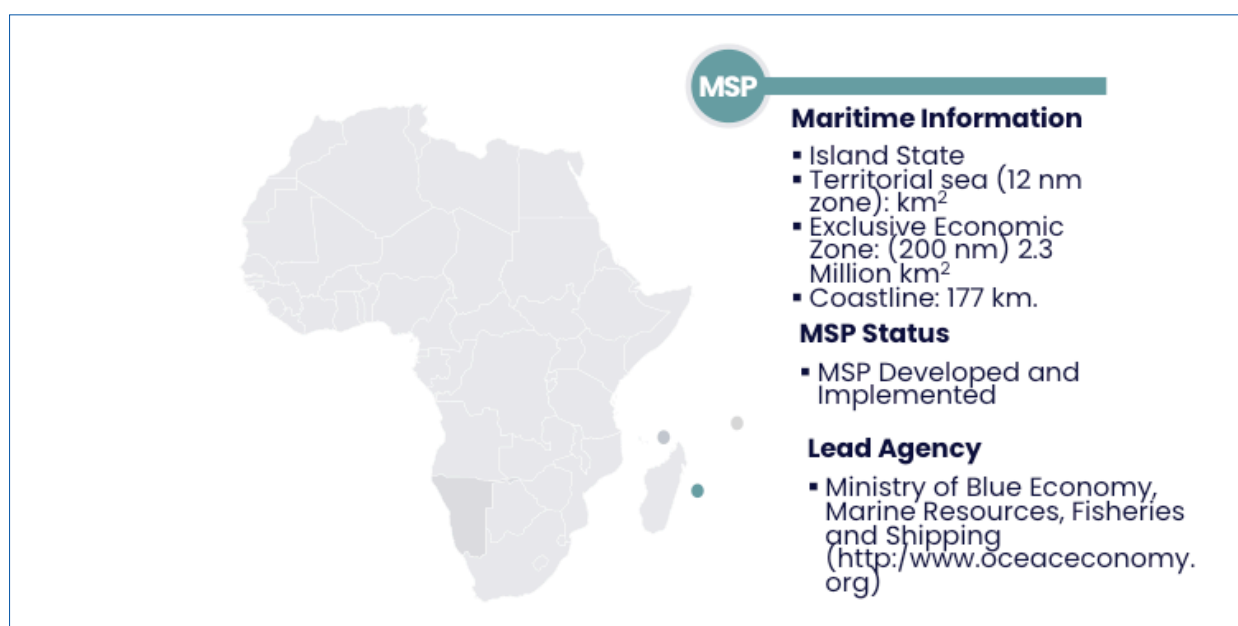 MSP
Maritime Information
▪ Island State
▪ Territorial sea (12 nm
zone): km²
▪ Exclusive Economic
Zone: (200 nm) 2.3
Million km²
▪ Coastline: 177 km.
MSP Status
▪ MSP Developed and
Implemented
Lead Agency
▪ Ministry of Blue Economy,
Marine Resources, Fisheries
and Shipping
(http:/www.oceaceconomy.
org)